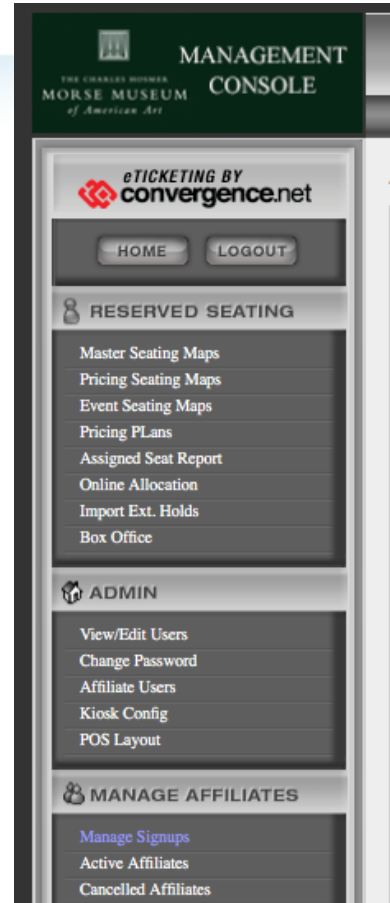 MANAGEMENT
CONSOLE
THE CHARLES HOSMER
MORSE MUSEUM
of American Art
eTICKETING BY
convergence.net
HOME LOGOUT
RESERVED SEATING
Master Seating Maps
Pricing Seating Maps
Event Seating Maps
Pricing PLans
Assigned Seat Report
Online Allocation
Import Ext. Holds
Box Office
ADMIN
View/Edit Users
Change Password
Affiliate Users
Kiosk Config
POS Layout
MANAGE AFFILIATES
Manage Signups
Active Affiliates
Cancelled Affiliates